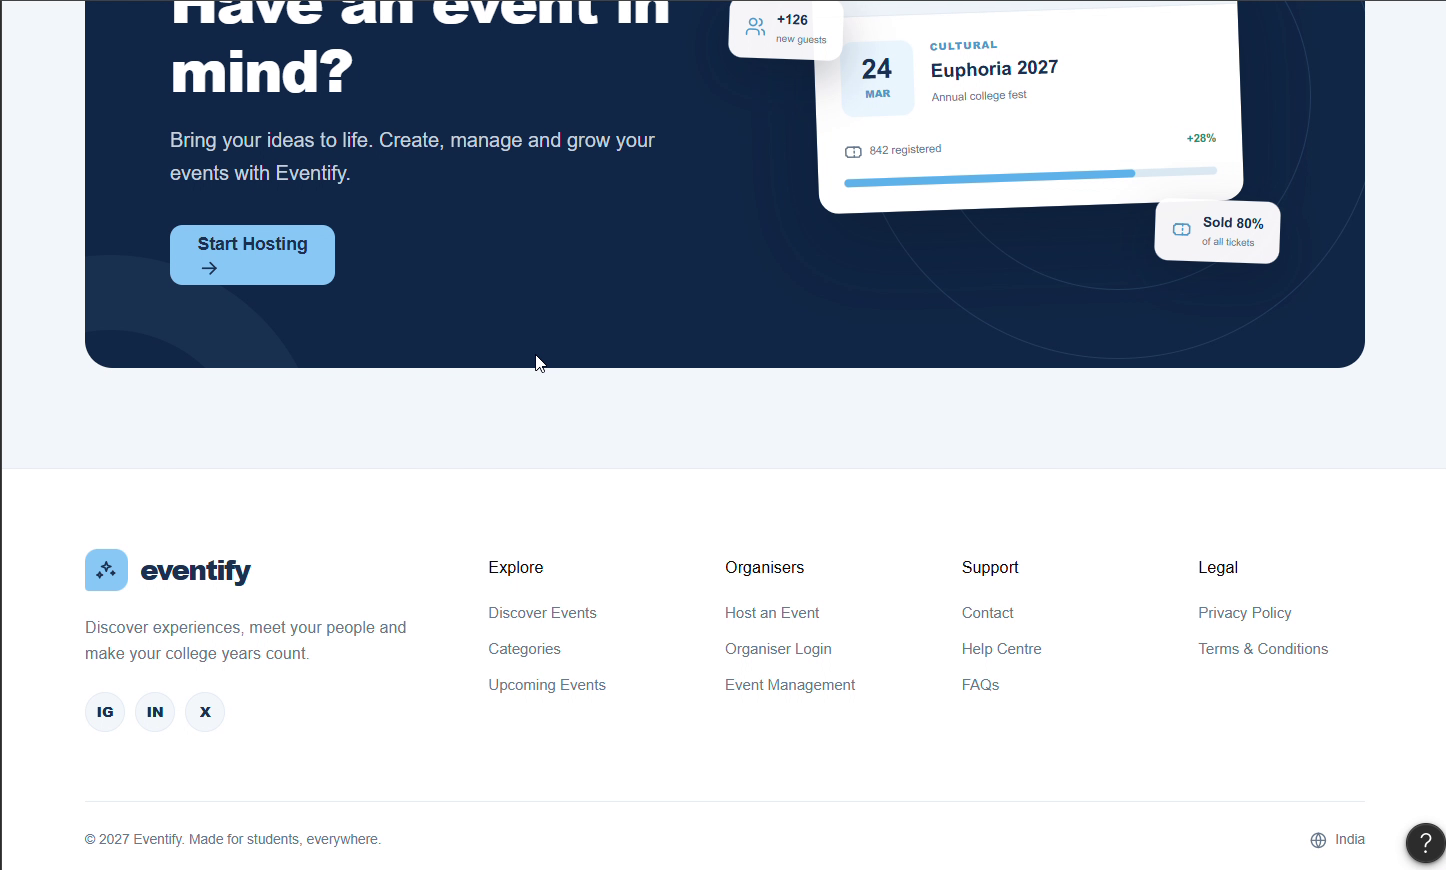 Have an event in
mind?
Bring your ideas to life. Create, manage and grow your
events with Eventify.
Start Hosting
+126
new guests
24
MAR
CULTURAL
Euphoria 2027
Annual college fest
842 registered
+28%
Sold 80%
of all tickets
eventify
Discover experiences, meet your people and
make your college years count.
IG IN X
Explore
Discover Events
Categories
Upcoming Events
Organisers
Host an Event
Organiser Login
Event Management
Support
Contact
Help Centre
FAQs
Legal
Privacy Policy
Terms & Conditions
© 2027 Eventify. Made for students, everywhere.
India
?